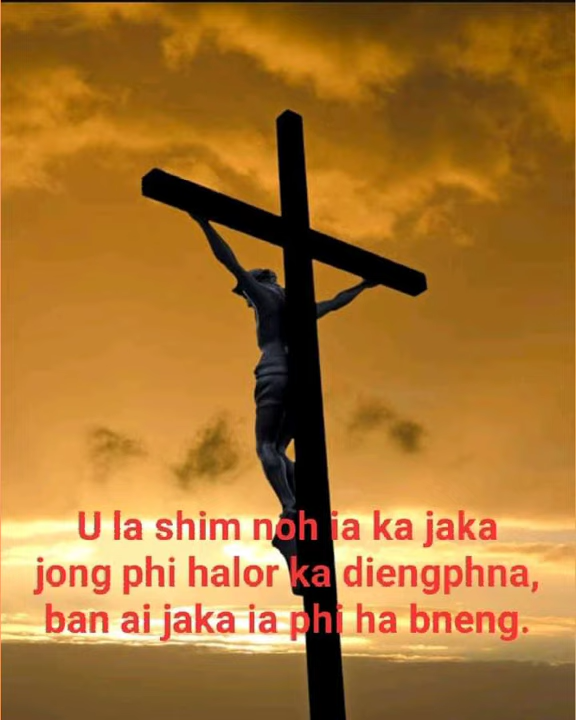 U la shim noh ia ka jaka
jong phi halor ka diengphna,
ban ai jaka ia phi ha bneng.